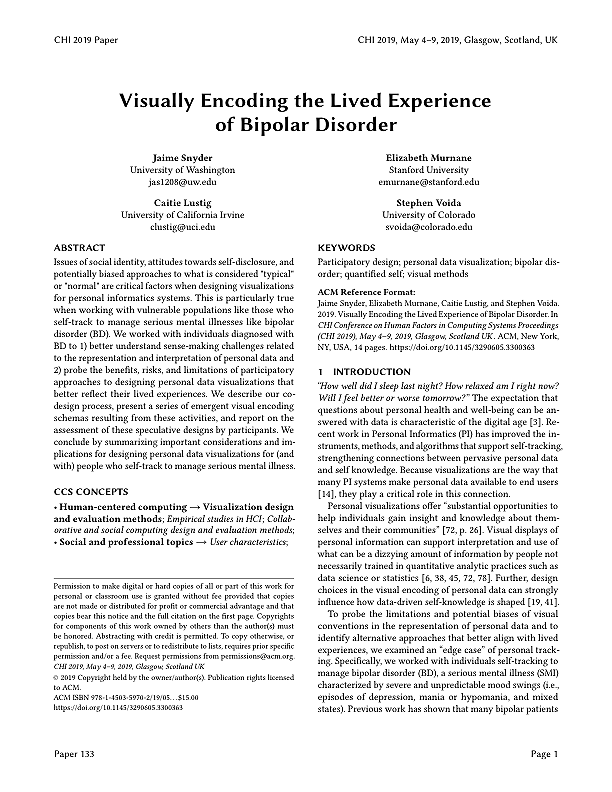 CHI 2019 Paper
CHI 2019, May 4–9, 2019, Glasgow, Scotland, UK
Visually Encoding the Lived Experience
of Bipolar Disorder
Jaime Snyder
University of Washington
jas1208@uw.edu
Elizabeth Murnane
Stanford University
emurnane@stanford.edu
Caitie Lustig
University of California Irvine
clustig@uci.edu
Stephen Voida
University of Colorado
svoida@colorado.edu
ABSTRACT
Issues of social identity, attitudes towards self-disclosure, and
potentially biased approaches to what is considered "typical"
or "normal" are critical factors when designing visualizations
for personal informatics systems. This is particularly true
when working with vulnerable populations like those who
self-track to manage serious mental illnesses like bipolar
disorder (BD). We worked with individuals diagnosed with
BD to 1) better understand sense-making challenges related
to the representation and interpretation of personal data and
2) probe the benefits, risks, and limitations of participatory
approaches to designing personal data visualizations that
better reflect their lived experiences. We describe our co-
design process, present a series of emergent visual encoding
schemas resulting from these activities, and report on the
assessment of these speculative designs by participants. We
conclude by summarizing important considerations and im-
plications for designing personal data visualizations for (and
with) people who self-track to manage serious mental illness.
CCS CONCEPTS
• Human-centered computing → Visualization design
and evaluation methods; Empirical studies in HCI; Collab-
orative and social computing design and evaluation methods;
• Social and professional topics → User characteristics;
Permission to make digital or hard copies of all or part of this work for
personal or classroom use is granted without fee provided that copies
are not made or distributed for profit or commercial advantage and that
copies bear this notice and the full citation on the first page. Copyrights
for components of this work owned by others than the author(s) must
be honored. Abstracting with credit is permitted. To copy otherwise, or
republish, to post on servers or to redistribute to lists, requires prior specific
permission and/or a fee. Request permissions from permissions@acm.org.
CHI 2019, May 4–9, 2019, Glasgow, Scotland UK
© 2019 Copyright held by the owner/author(s). Publication rights licensed
to ACM.
ACM ISBN 978-1-4503-5970-2/19/05...$15.00
https://doi.org/10.1145/3290605.3300363
KEYWORDS
Participatory design; personal data visualization; bipolar dis-
order; quantified self; visual methods
ACM Reference Format:
Jaime Snyder, Elizabeth Murnane, Caitie Lustig, and Stephen Voida.
2019. Visually Encoding the Lived Experience of Bipolar Disorder. In
CHI Conference on Human Factors in Computing Systems Proceedings
(CHI 2019), May 4–9, 2019, Glasgow, Scotland UK. ACM, New York,
NY, USA, 14 pages. https://doi.org/10.1145/3290605.3300363
1 INTRODUCTION
"How well did I sleep last night? How relaxed am I right now?
Will I feel better or worse tomorrow?" The expectation that
questions about personal health and well-being can be an-
swered with data is characteristic of the digital age [3]. Re-
cent work in Personal Informatics (PI) has improved the in-
struments, methods, and algorithms that support self-tracking,
strengthening connections between pervasive personal data
and self knowledge. Because visualizations are the way that
many PI systems make personal data available to end users
[14], they play a critical role in this connection.
Personal visualizations offer "substantial opportunities to
help individuals gain insight and knowledge about them-
selves and their communities" [72, p. 26]. Visual displays of
personal information can support interpretation and use of
what can be a dizzying amount of information by people not
necessarily trained in quantitative analytic practices such as
data science or statistics [6, 38, 45, 72, 78]. Further, design
choices in the visual encoding of personal data can strongly
influence how data-driven self-knowledge is shaped [19, 41].
To probe the limitations and potential biases of visual
conventions in the representation of personal data and to
identify alternative approaches that better align with lived
experiences, we examined an "edge case" of personal track-
ing. Specifically, we worked with individuals self-tracking to
manage bipolar disorder (BD), a serious mental illness (SMI)
characterized by severe and unpredictable mood swings (i.e.,
episodes of depression, mania or hypomania, and mixed
states). Previous work has shown that many bipolar patients
Paper 133
Page 1